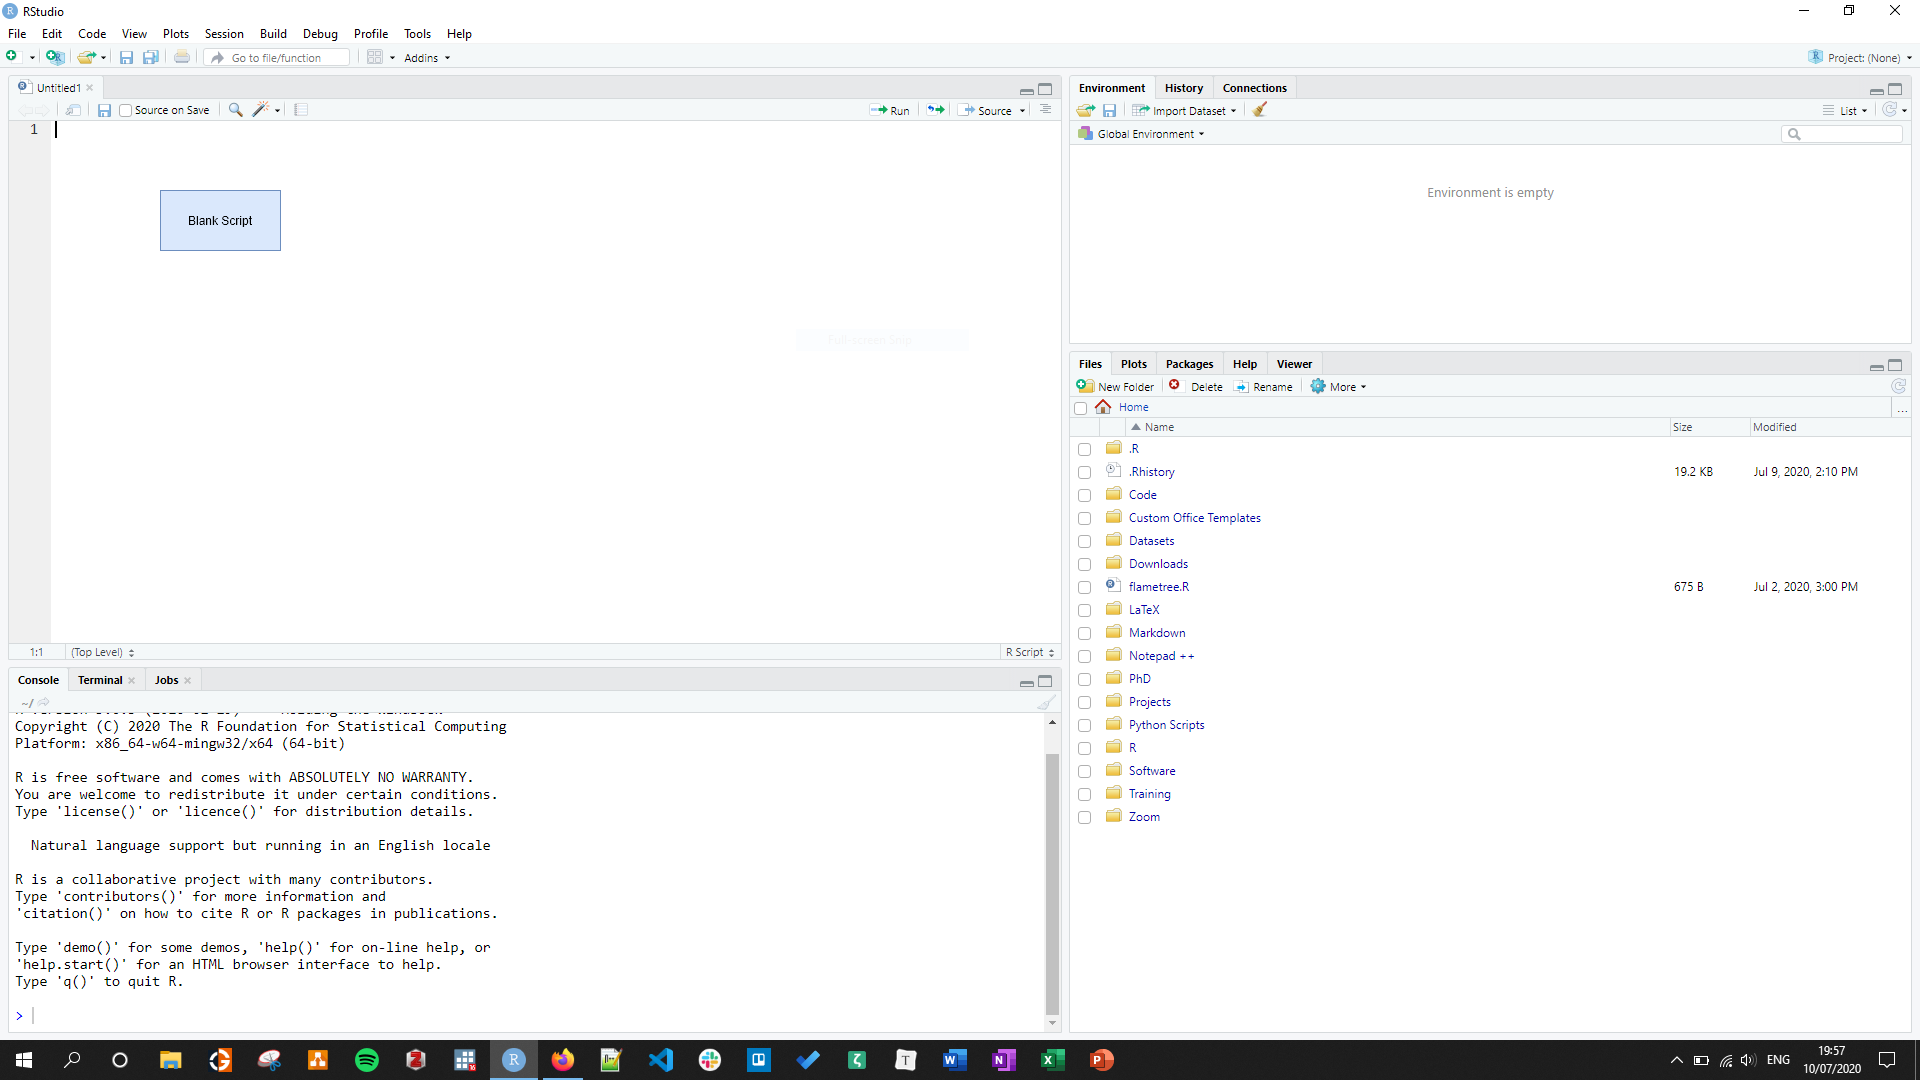 RStudio
File Edit Code View Plots Session Build Debug Profile Tools Help
Go to file/function Addins Project: (None)
Untitled1
Source on Save Run Source
1
Blank Script
1:1 (Top Level) R Script
Console Terminal Jobs
~/
Copyright (C) 2020 The R Foundation for Statistical Computing
Platform: x86_64-w64-mingw32/x64 (64-bit)
R is free software and comes with ABSOLUTELY NO WARRANTY.
You are welcome to redistribute it under certain conditions.
Type 'license()' or 'licence()' for distribution details.
Natural language support but running in an English locale
R is a collaborative project with many contributors.
Type 'contributors()' for more information and
'citation()' on how to cite R or R packages in publications.
Type 'demo()' for some demos, 'help()' for on-line help, or
'help.start()' for an HTML browser interface to help.
Type 'q()' to quit R.
>
Environment History Connections
Import Dataset List
Global Environment
Environment is empty
Files Plots Packages Help Viewer
New Folder Delete Rename More
Home ...
Name Size Modified
.R
.Rhistory 19.2 KB Jul 9, 2020, 2:10 PM
Code
Custom Office Templates
Datasets
Downloads
flametree.R 675 B Jul 2, 2020, 3:00 PM
LaTeX
Markdown
Notepad ++
PhD
Projects
Python Scripts
R
Software
Training
Zoom
ENG 19:57
10/07/2020